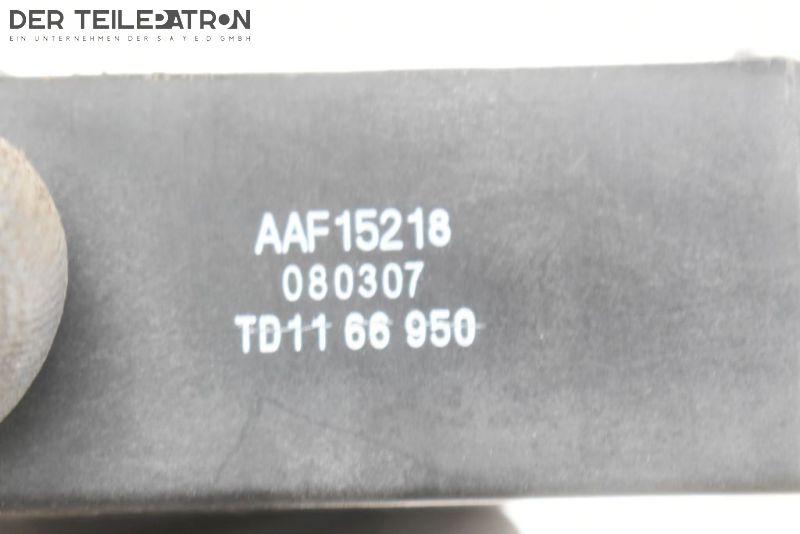 DER TEILEPATRON
EIN UNTERNEHMEN DER S A Y E.D GMBH
AAF15218
080307
TD11 66 950